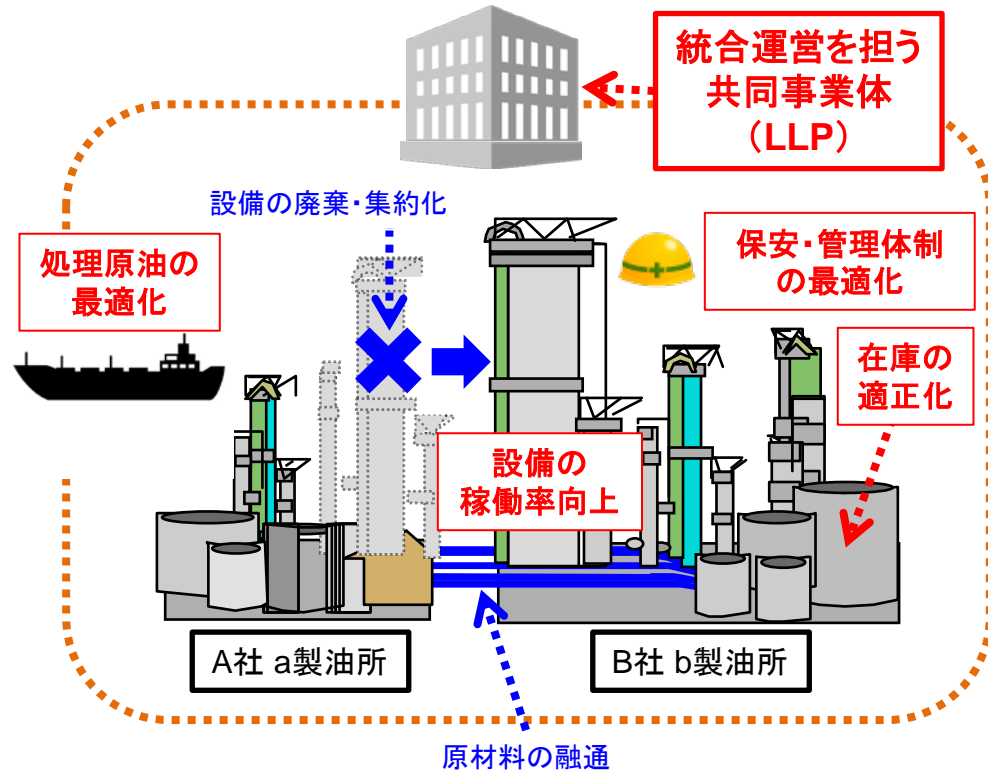 統合運営を担う
共同事業体
（LLP）
設備の廃棄・集約化
処理原油の
最適化
保安・管理体制
の最適化
在庫の
適正化
設備の
稼働率向上
A社 a製油所
B社 b製油所
原材料の融通